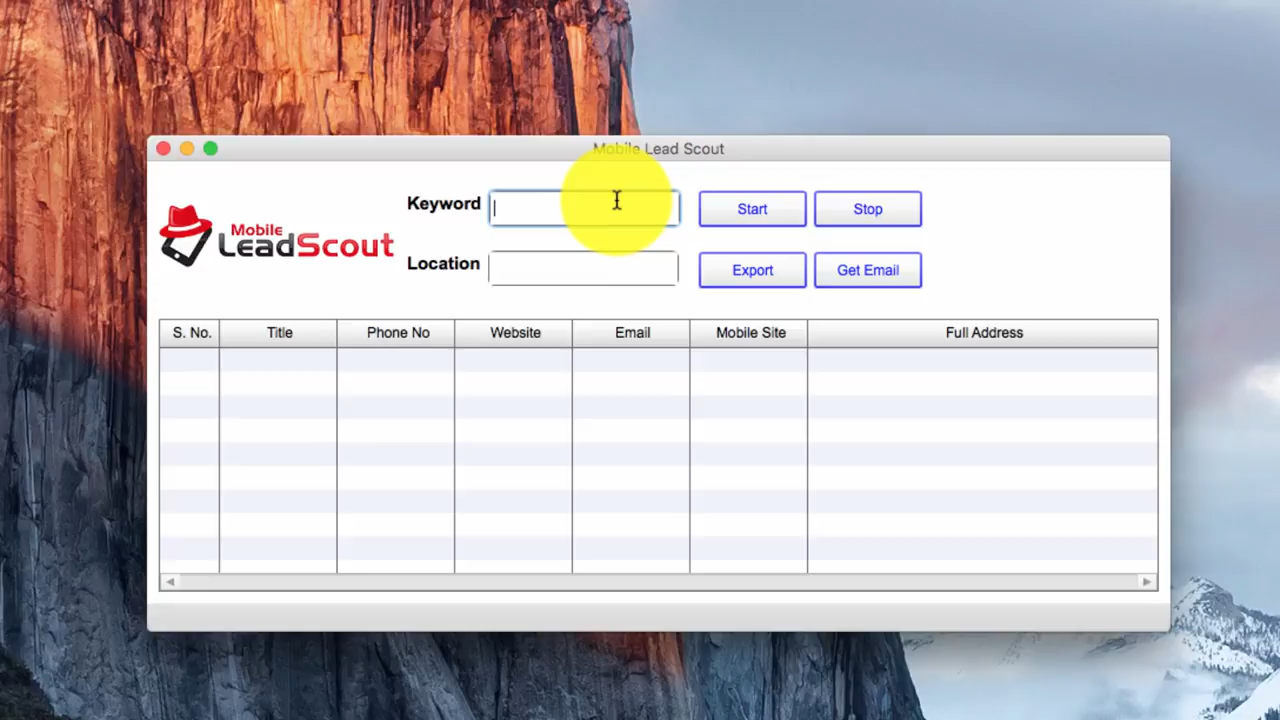 Mobile Lead Scout
Keyword
Start
Stop
Mobile
LeadScout
Location
Export
Get Email
S. No.
Title
Phone No
Website
Email
Mobile Site
Full Address